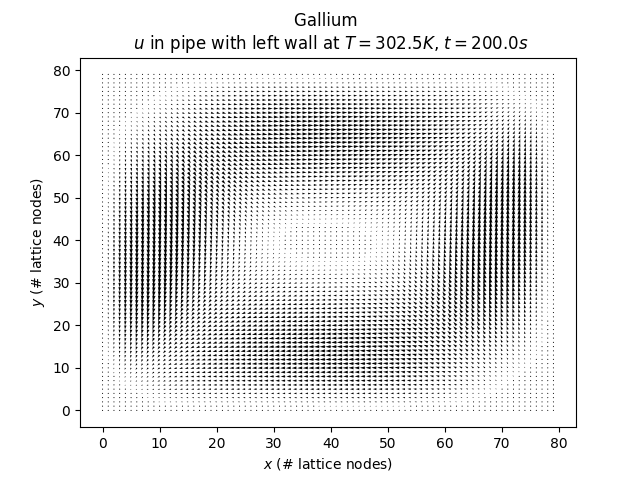 Gallium
u in pipe with left wall at T = 302.5K, t = 200.0s
80
70
60
50
40
30
20
10
0
y (# lattice nodes)
0 10 20 30 40 50 60 70 80
x (# lattice nodes)